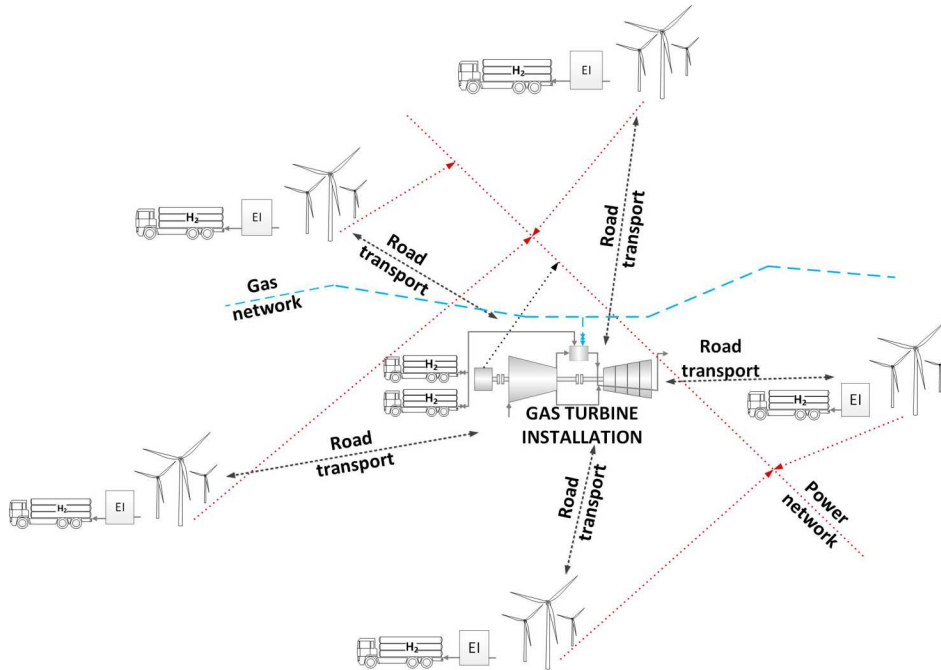 H₂
EI
H₂
EI
Road
transport
Road
transport
Gas
network
H₂
H₂
Road
transport
H₂
EI
GAS TURBINE
INSTALLATION
Road
transport
H₂
EI
Road
transport
Power
network
H₂
EI